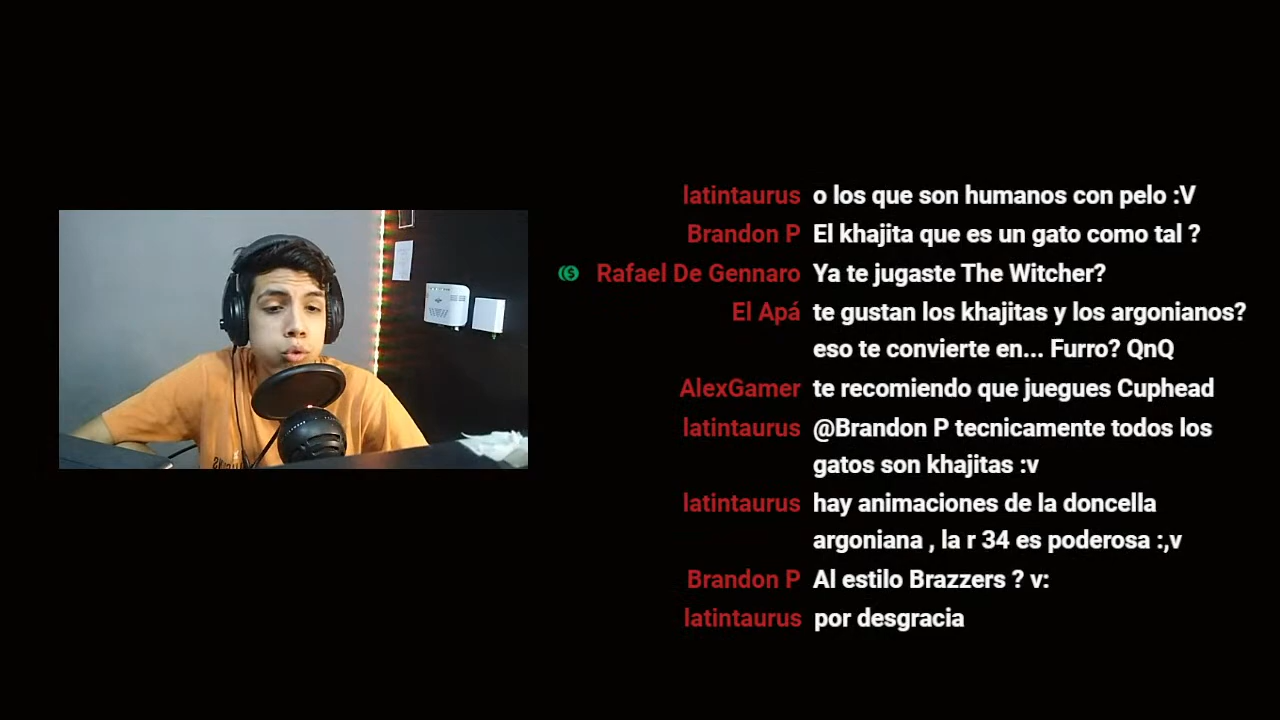 latintaurus o los que son humanos con pelo :V
Brandon P El khajita que es un gato como tal ?
Rafael De Gennaro Ya te jugaste The Witcher?
El Apá te gustan los khajitas y los argonianos?
eso te convierte en... Furro? QnQ
AlexGamer te recomiendo que juegues Cuphead
latintaurus @Brandon P tecnicamente todos los
gatos son khajitas :v
latintaurus hay animaciones de la doncella
argoniana , la r 34 es poderosa :,v
Brandon P Al estilo Brazzers ? v:
latintaurus por desgracia